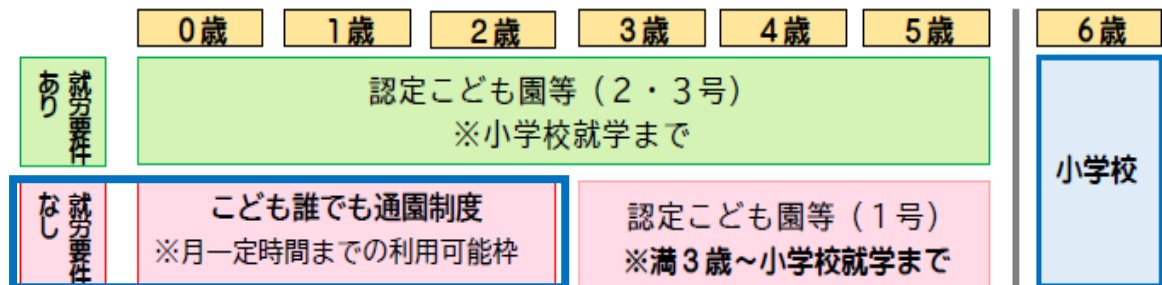 0歳 1歳 2歳 3歳 4歳 5歳 6歳
就労要件
あり
認定こども園等（2・3号）
※小学校就学まで
小学校
就労要件
なし
こども誰でも通園制度
※月一定時間までの利用可能枠
認定こども園等（1号）
※満3歳～小学校就学まで